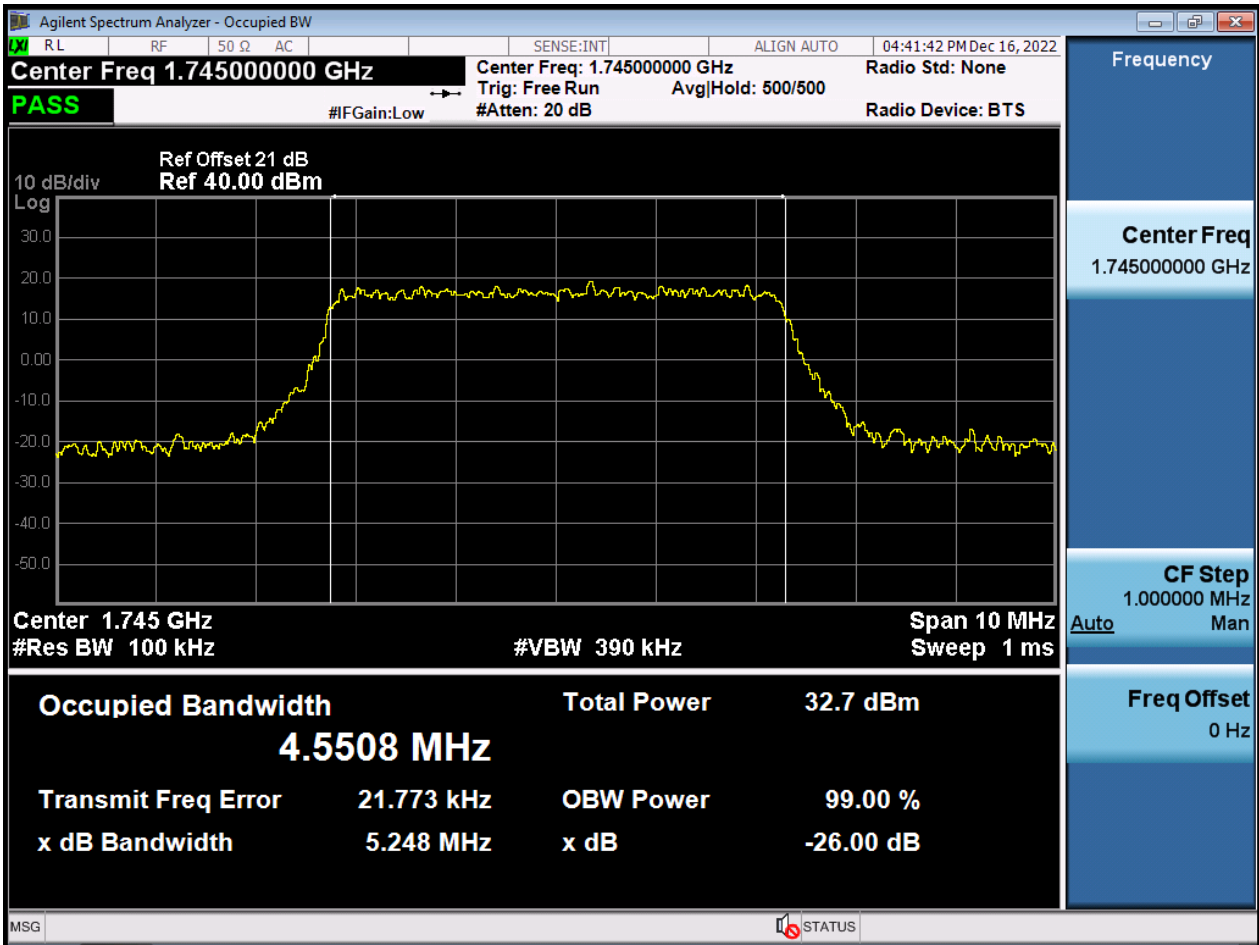 Agilent Spectrum Analyzer - Occupied BW
LXI RL RF 50 Ω AC SENSE:INT ALIGN AUTO 04:41:42 PM Dec 16, 2022
Center Freq 1.745000000 GHz
PASS
#IFGain:Low
Center Freq: 1.745000000 GHz
Trig: Free Run Avg|Hold: 500/500
#Atten: 20 dB
Radio Std: None
Radio Device: BTS
Ref Offset 21 dB
10 dB/div Ref 40.00 dBm
Log
30.0
20.0
10.0
0.00
-10.0
-20.0
-30.0
-40.0
-50.0
Center 1.745 GHz Span 10 MHz
#Res BW 100 kHz #VBW 390 kHz Sweep 1 ms
Occupied Bandwidth Total Power 32.7 dBm
4.5508 MHz
Transmit Freq Error 21.773 kHz OBW Power 99.00 %
x dB Bandwidth 5.248 MHz x dB -26.00 dB
Frequency
Center Freq
1.745000000 GHz
CF Step
1.000000 MHz
Auto Man
Freq Offset
0 Hz
MSG STATUS